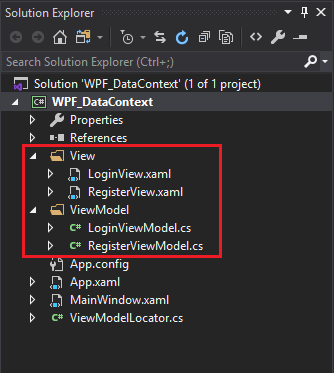 Solution Explorer
Search Solution Explorer (Ctrl+;)
Solution 'WPF_DataContext' (1 of 1 project)
C# WPF_DataContext
Properties
References
View
LoginView.xaml
RegisterView.xaml
ViewModel
C# LoginViewModel.cs
C# RegisterViewModel.cs
App.config
App.xaml
MainWindow.xaml
C# ViewModelLocator.cs